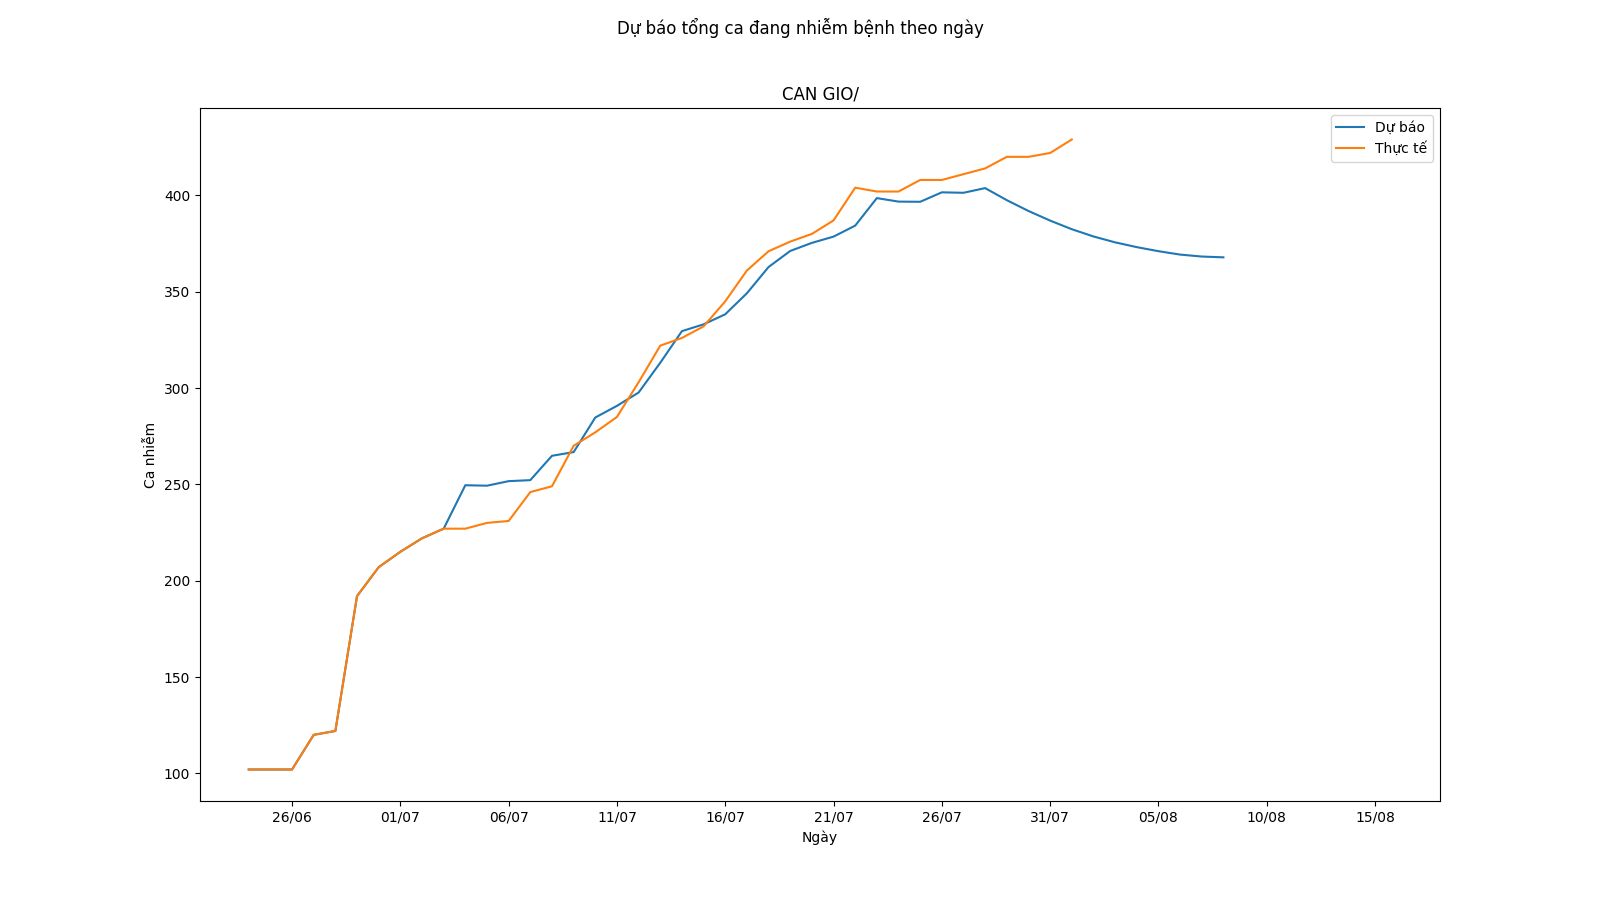 Dự báo tổng ca đang nhiễm bệnh theo ngày
CAN GIO/
Dự báo
Thực tế
400
350
300
250
200
150
100
Ca nhiễm
26/06 01/07 06/07 11/07 16/07 21/07 26/07 31/07 05/08 10/08 15/08
Ngày